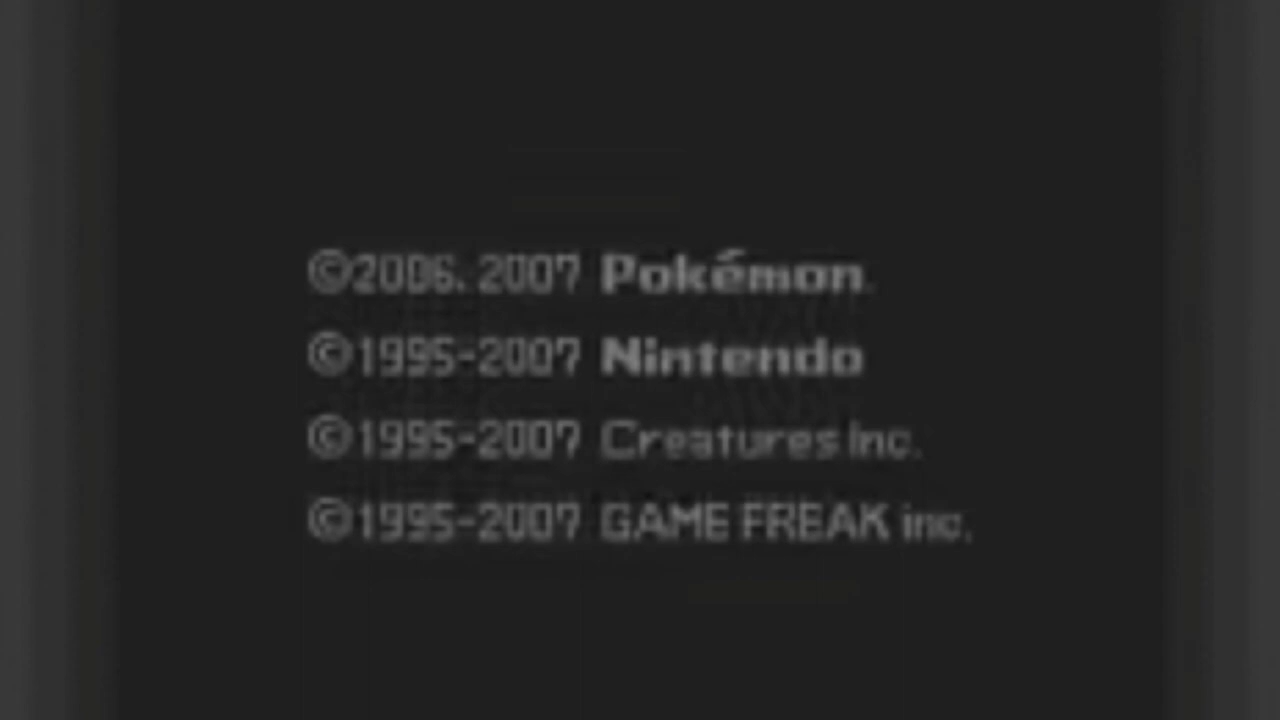 ©2006, 2007 Pokémon.
©1995-2007 Nintendo
©1995-2007 Creatures Inc.
©1995-2007 GAME FREAK inc.